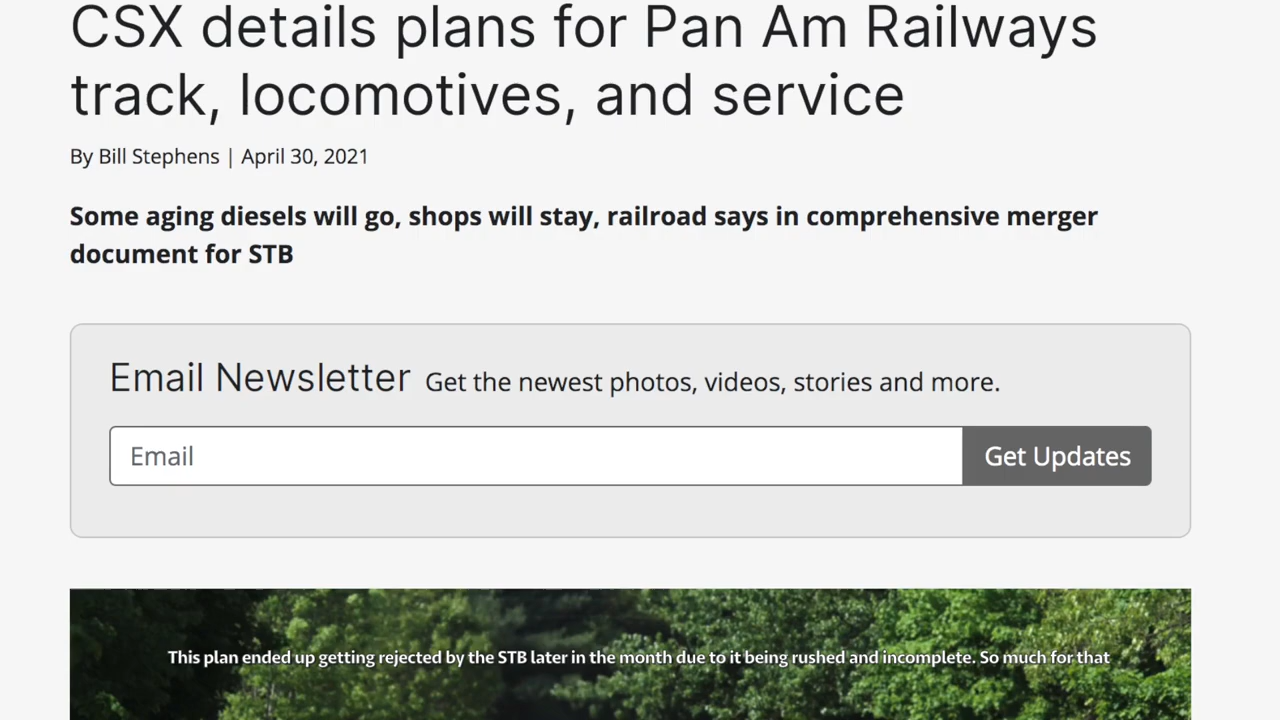 CSX details plans for Pan Am Railways
track, locomotives, and service
By Bill Stephens | April 30, 2021
Some aging diesels will go, shops will stay, railroad says in comprehensive merger
document for STB
Email Newsletter Get the newest photos, videos, stories and more.
Email Get Updates
This plan ended up getting rejected by the STB later in the month due to it being rushed and incomplete. So much for that